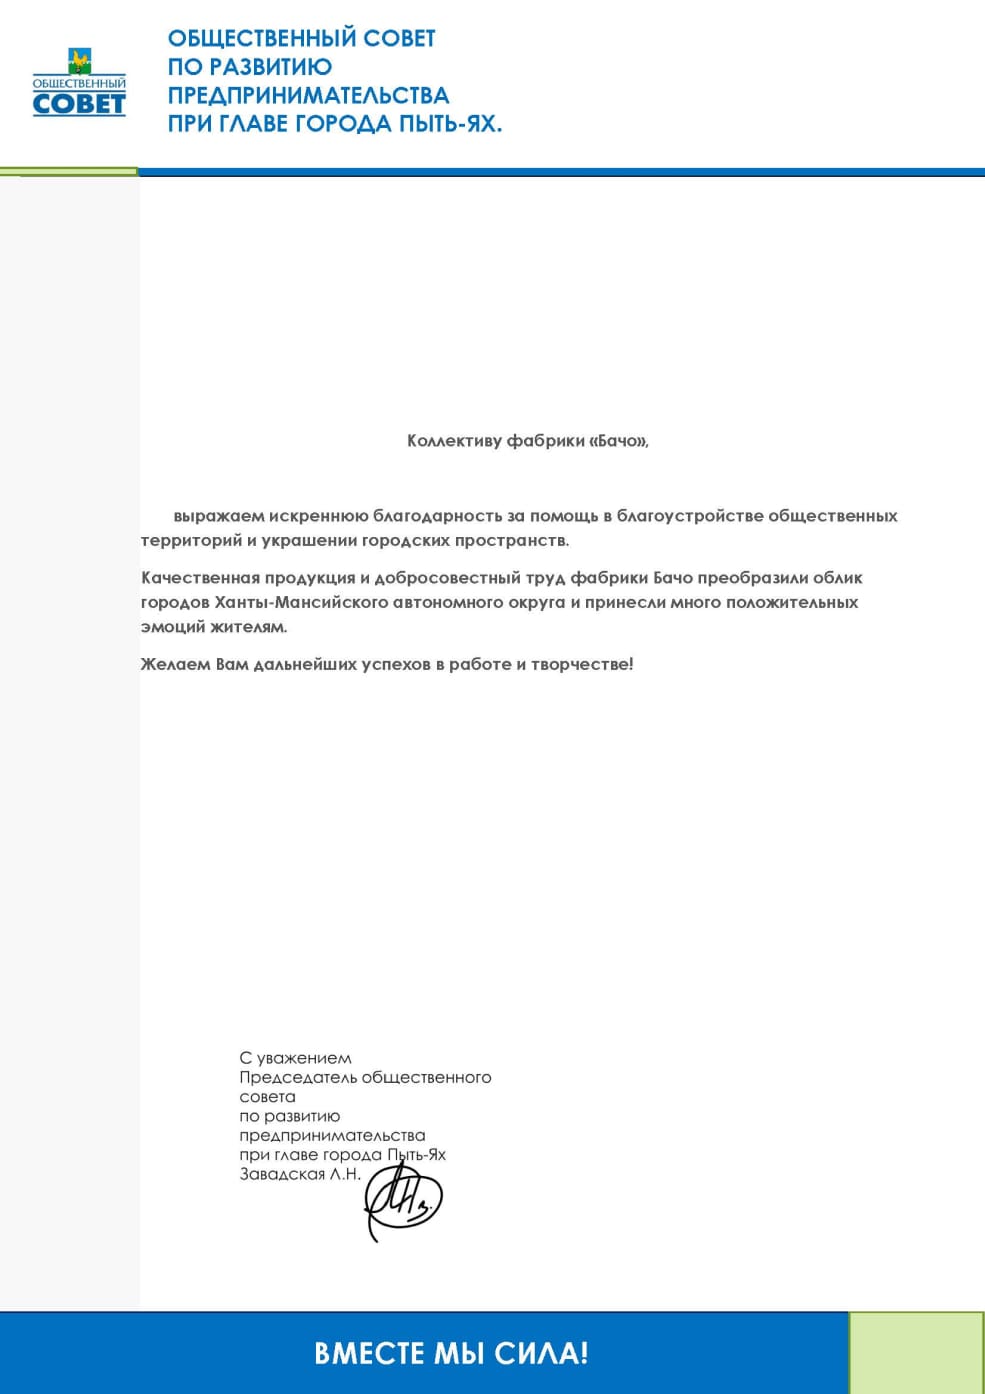 ОБЩЕСТВЕННЫЙ
СОВЕТ
ОБЩЕСТВЕННЫЙ СОВЕТ
ПО РАЗВИТИЮ
ПРЕДПРИНИМАТЕЛЬСТВА
ПРИ ГЛАВЕ ГОРОДА ПЫТЬ-ЯХ.
Коллективу фабрики «Бачо»,
выражаем искреннюю благодарность за помощь в благоустройстве общественных
территорий и украшении городских пространств.
Качественная продукция и добросовестный труд фабрики Бачо преобразили облик
городов Ханты-Мансийского автономного округа и принесли много положительных
эмоций жителям.
Желаем Вам дальнейших успехов в работе и творчестве!
С уважением
Председатель общественного
совета
по развитию
предпринимательства
при главе города Пыть-Ях
Завадская Л.Н.
ВМЕСТЕ МЫ СИЛА!